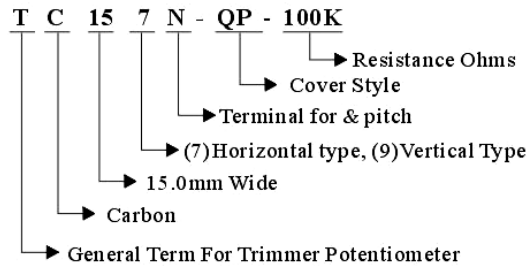 T C 15 7 N - QP - 100K
Resistance Ohms
Cover Style
Terminal for & pitch
(7)Horizontal type, (9)Vertical Type
15.0mm Wide
Carbon
General Term For Trimmer Potentiometer